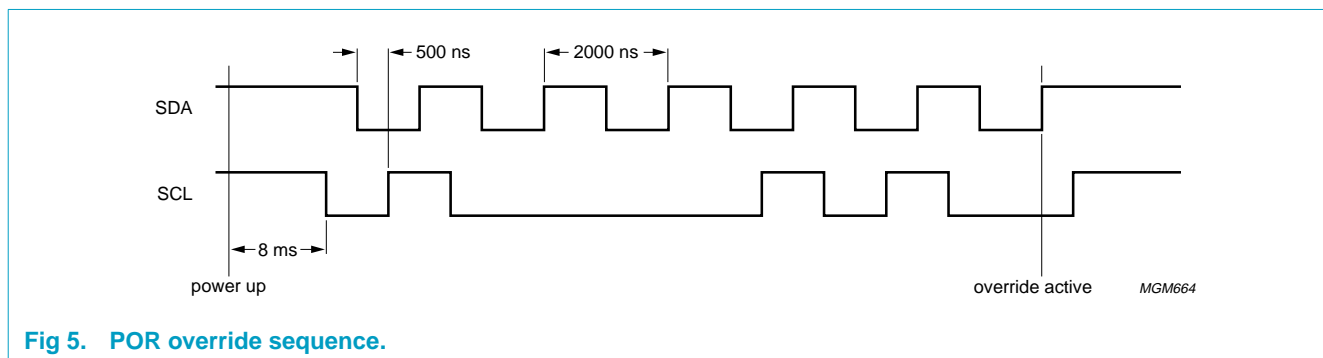 500 ns
2000 ns
SDA
SCL
8 ms
power up
override active
MGM664
Fig 5. POR override sequence.